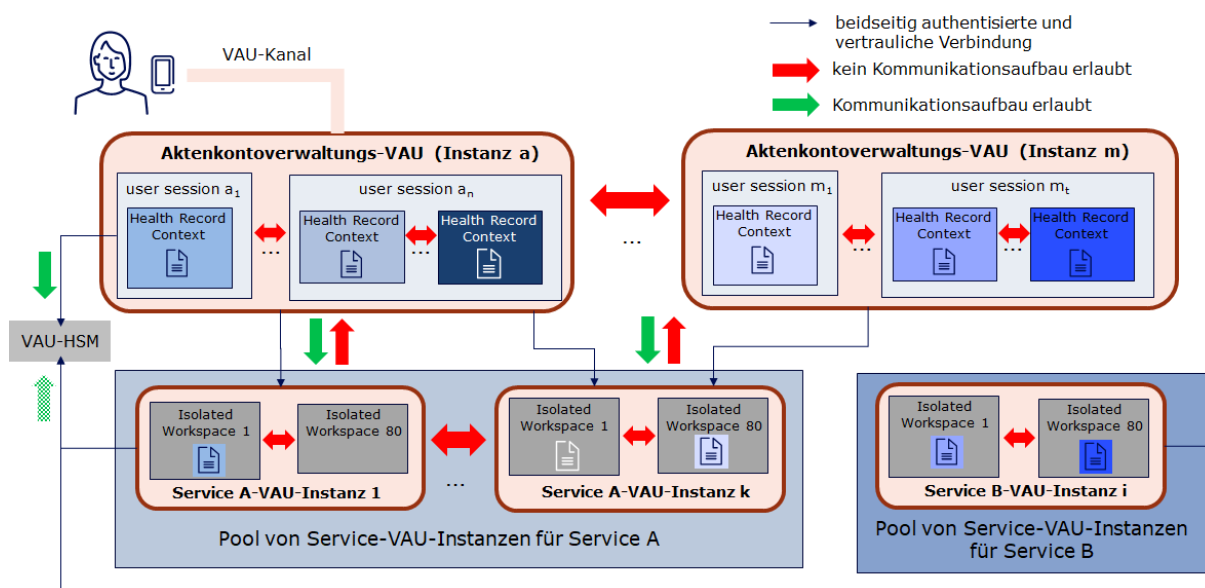 beidseitig authentisierte und
vertrauliche Verbindung
VAU-Kanal
kein Kommunikationsaufbau erlaubt
Kommunikationsaufbau erlaubt
Aktenkontoverwaltungs-VAU (Instanz a)
user session a1
Health Record
Context
...
user session an
Health Record
Context
...
Health Record
Context
...
Aktenkontoverwaltungs-VAU (Instanz m)
user session m1
Health Record
Context
...
user session mt
Health Record
Context
...
Health Record
Context
VAU-HSM
Isolated
Workspace 1
Isolated
Workspace 80
Service A-VAU-Instanz 1
...
Isolated
Workspace 1
Isolated
Workspace 80
Service A-VAU-Instanz k
Pool von Service-VAU-Instanzen für Service A
Isolated
Workspace 1
Isolated
Workspace 80
Service B-VAU-Instanz i
Pool von Service-VAU-Instanzen
für Service B